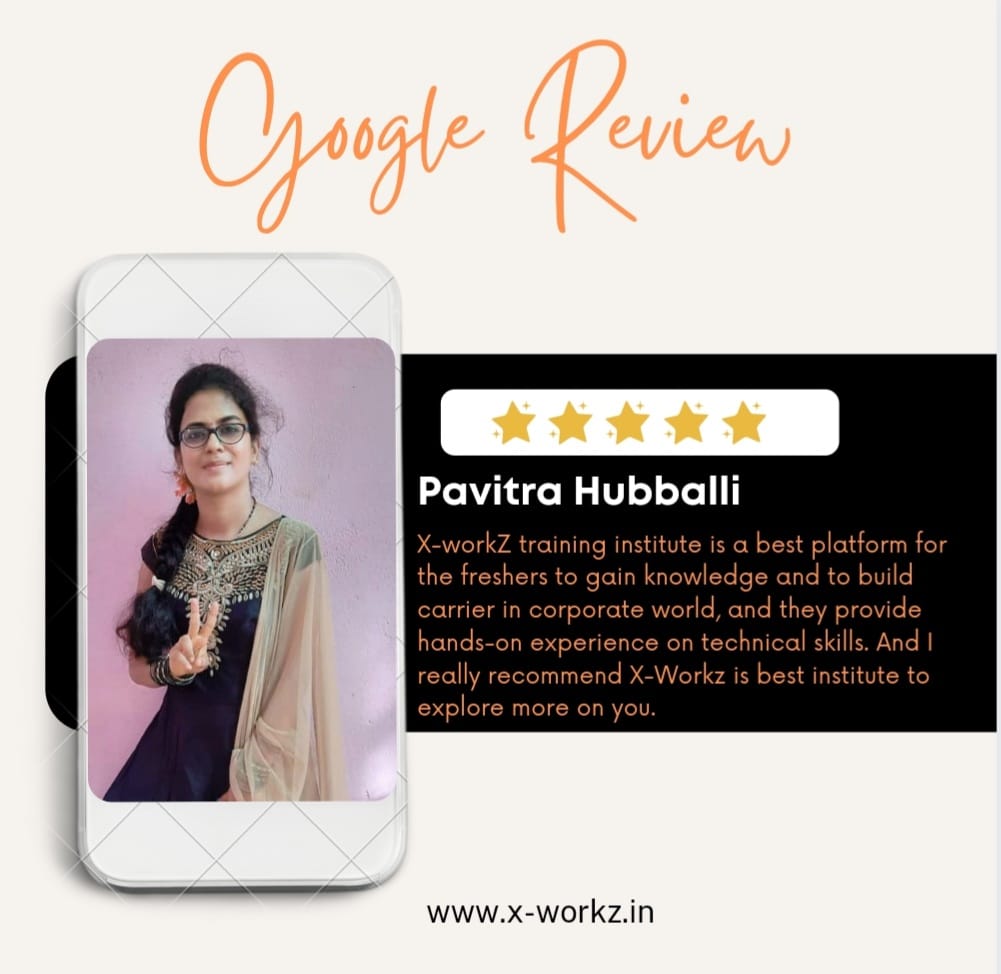 Google Review
Pavitra Hubballi
X-workZ training institute is a best platform for
the freshers to gain knowledge and to build
carrier in corporate world, and they provide
hands-on experience on technical skills. And I
really recommend X-Workz is best institute to
explore more on you.
www.x-workz.in